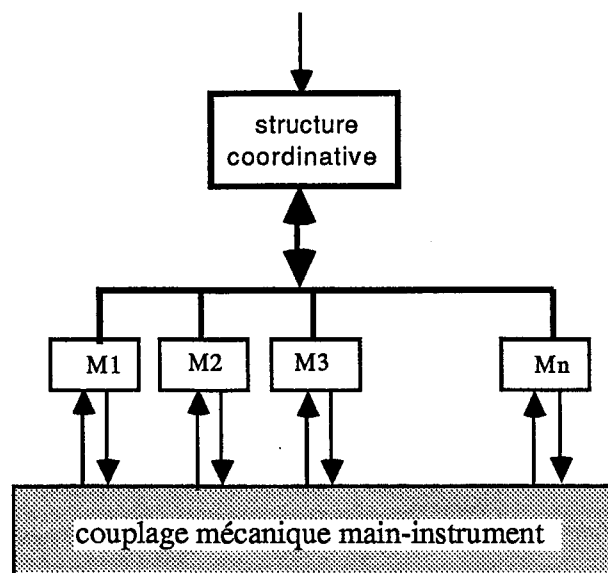 structure
coordinative
M1 M2 M3 Mn
couplage mécanique main-instrument